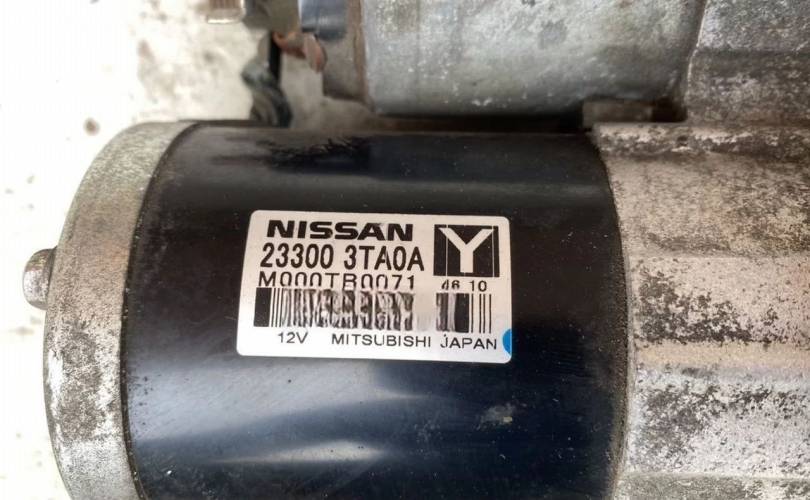 NISSAN
23300 3TA0A Y
M000TB0071 46 10
12V MITSUBISHI JAPAN